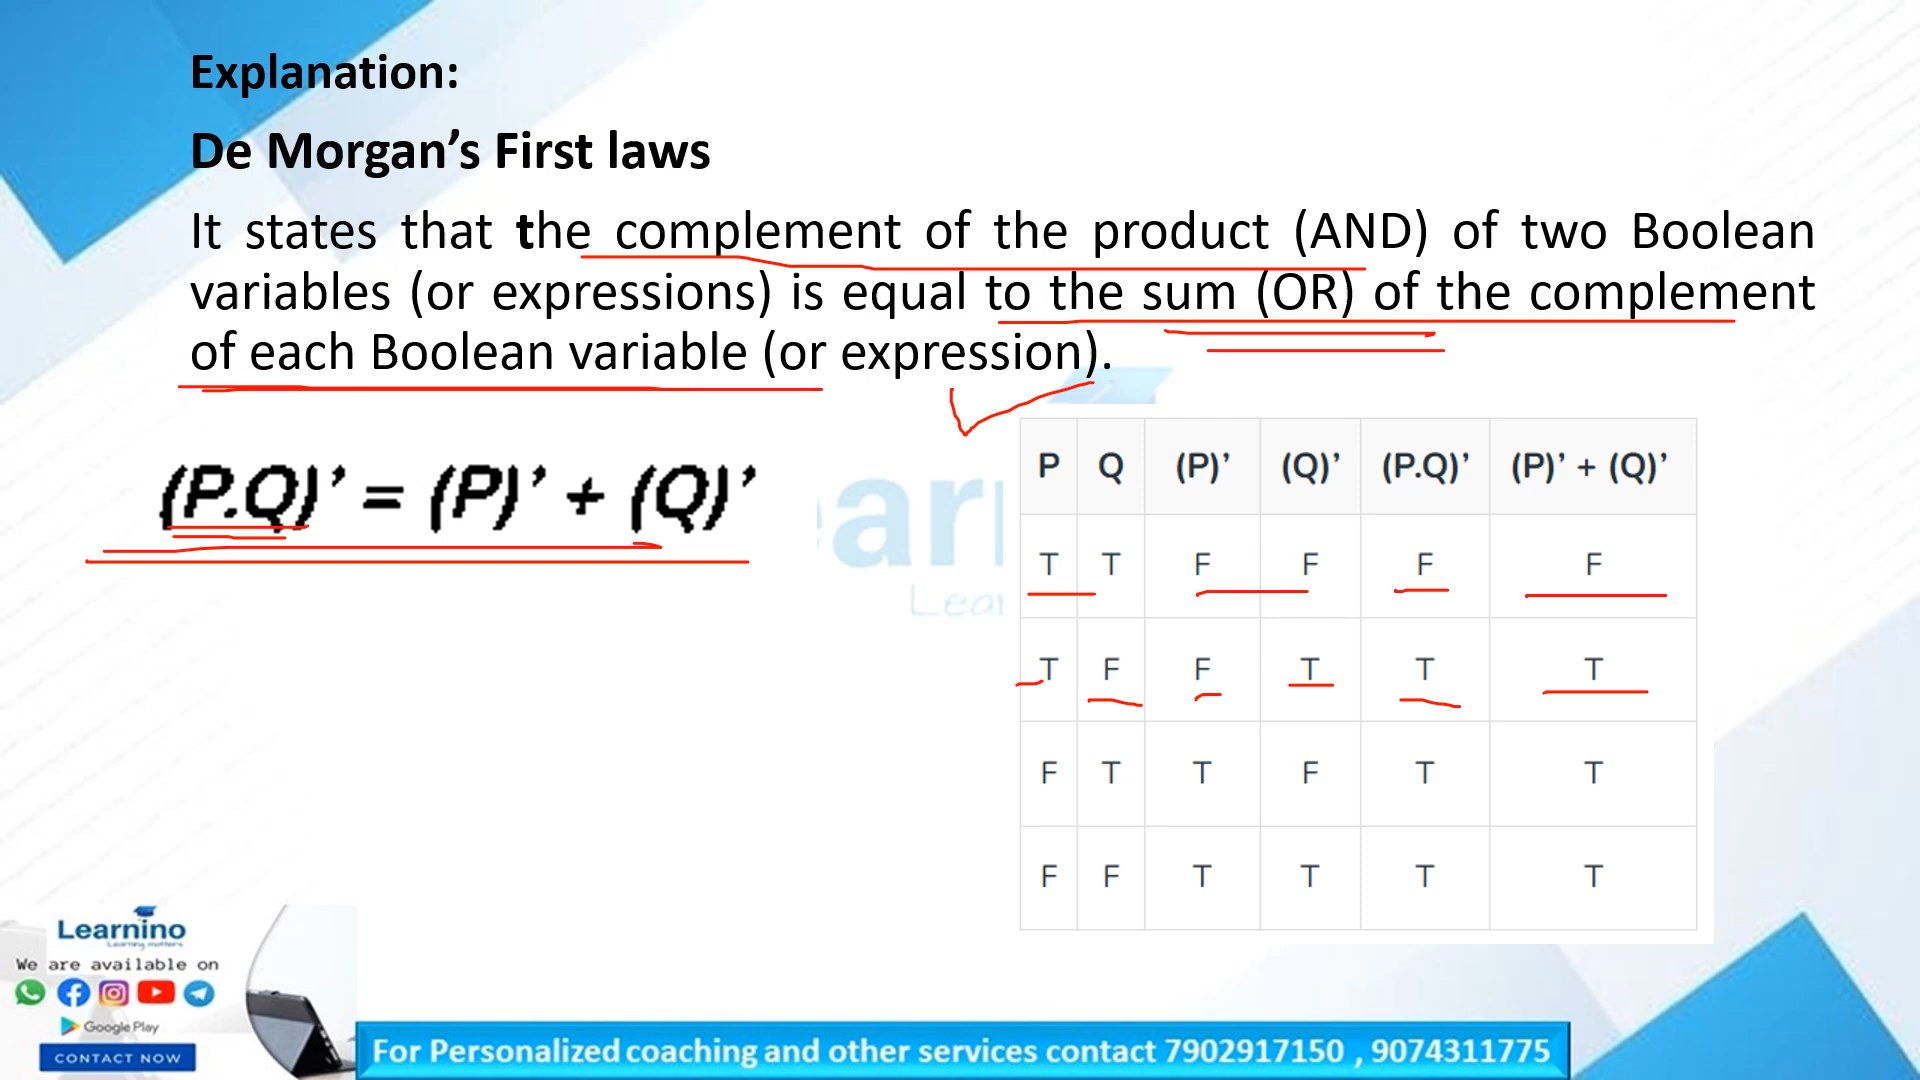 Explanation:
De Morgan’s First laws
It states that the complement of the product (AND) of two Boolean
variables (or expressions) is equal to the sum (OR) of the complement
of each Boolean variable (or expression).
(P.Q)’ = (P)’ + (Q)’
P Q (P)’ (Q)’ (P.Q)’ (P)’ + (Q)’
T T F F F F
T F F T T T
F T T F T T
F F T T T T
Learnino
Learning matters
We are available on
Google Play
CONTACT NOW
For Personalized coaching and other services contact 7902917150 , 9074311775